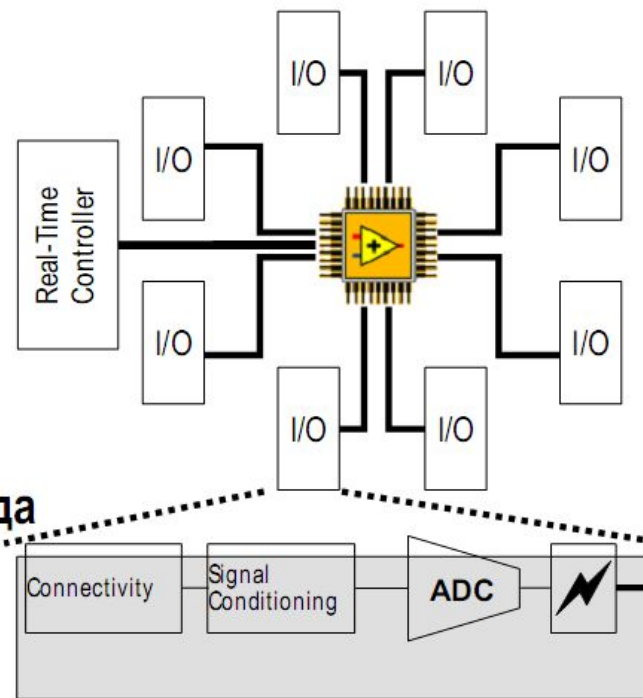 I/O
I/O
I/O
I/O
Real-Time
Controller
I/O
I/O
I/O
I/O
да
Connectivity
Signal
Conditioning
ADC